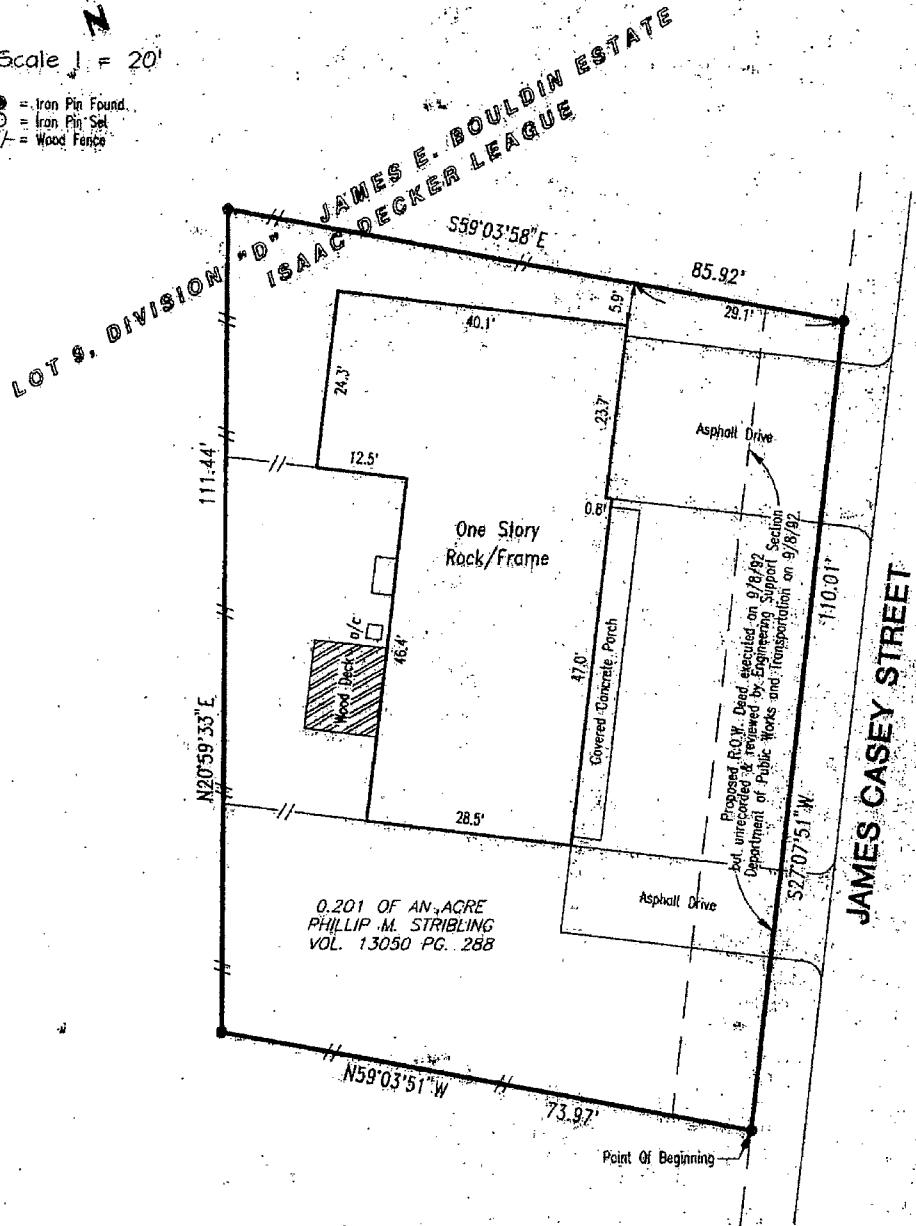 N
Scale 1 = 20'
= Iron Pin Found
= Iron Pin Set
= Wood Fence
LOT 9, DIVISION "D" JAMES E. BOULDIN ESTATE
ISAAC DECKER LEAGUE
S59°03'58"E
85.92'
5.9'
29.1'
40.1'
24.3'
23.7'
Asphalt Drive
111.44'
12.5'
0.8'
One Story
Rock/Frame
a/c
46.4'
Wood Deck
47.0'
Covered Concrete Porch
Proposed R.O.W. Deed executed on 9/8/92
but unrecorded & reviewed by Engineering Support Section
Department of Public Works and Transportation on 9/8/92
110.01'
S27°07'51"W
JAMES CASEY STREET
N20°59'33"E
28.5'
Asphalt Drive
0.201 OF AN ACRE
PHILLIP M. STRIBLING
VOL. 13050 PG. 288
N59°03'51"W
73.97'
Point Of Beginning